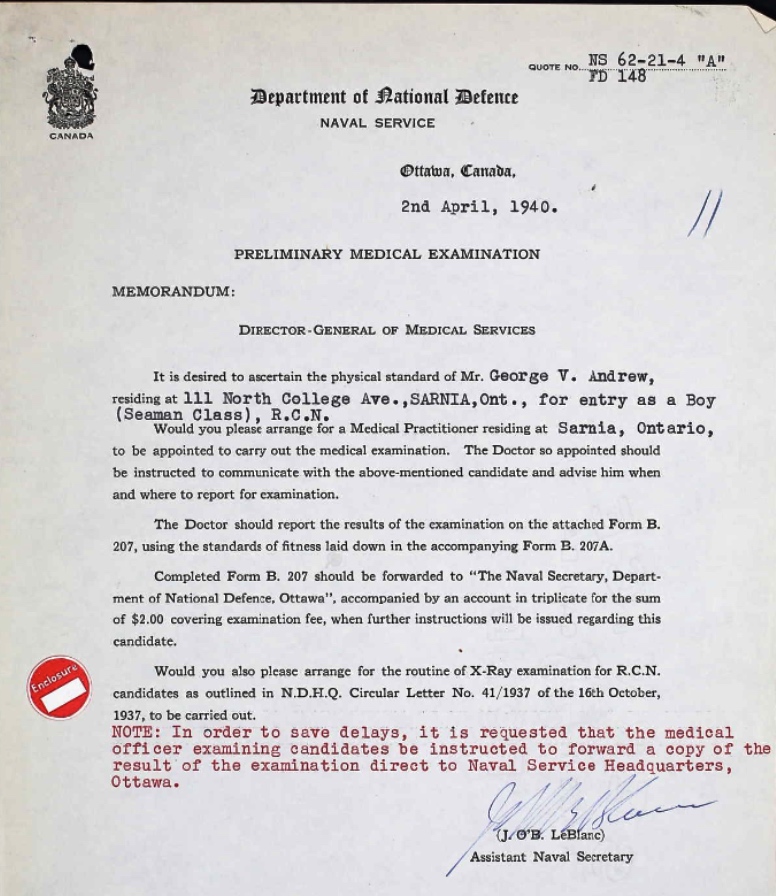 CANADA
QUOTE NO. NS 62-21-4 "A"
FD 148
Department of National Defence
NAVAL SERVICE
Ottawa, Canada,
2nd April, 1940.
11
PRELIMINARY MEDICAL EXAMINATION
MEMORANDUM:
DIRECTOR-GENERAL OF MEDICAL SERVICES
It is desired to ascertain the physical standard of Mr. George V. Andrew,
residing at 111 North College Ave.,SARNIA,Ont., for entry as a Boy
(Seaman Class), R.C.N.
Would you please arrange for a Medical Practitioner residing at Sarnia, Ontario,
to be appointed to carry out the medical examination. The Doctor so appointed should
be instructed to communicate with the above-mentioned candidate and advise him when
and where to report for examination.
The Doctor should report the results of the examination on the attached Form B.
207, using the standards of fitness laid down in the accompanying Form B. 207A.
Completed Form B. 207 should be forwarded to "The Naval Secretary, Depart-
ment of National Defence, Ottawa", accompanied by an account in triplicate for the sum
of $2.00 covering examination fee, when further instructions will be issued regarding this
candidate.
Enclosure
Would you also please arrange for the routine of X-Ray examination for R.C.N.
candidates as outlined in N.D.H.Q. Circular Letter No. 41/1937 of the 16th October,
1937, to be carried out.
NOTE: In order to save delays, it is requested that the medical
officer examining candidates be instructed to forward a copy of the
result of the examination direct to Naval Service Headquarters,
Ottawa.
(J. O'B. LeBlanc)
Assistant Naval Secretary